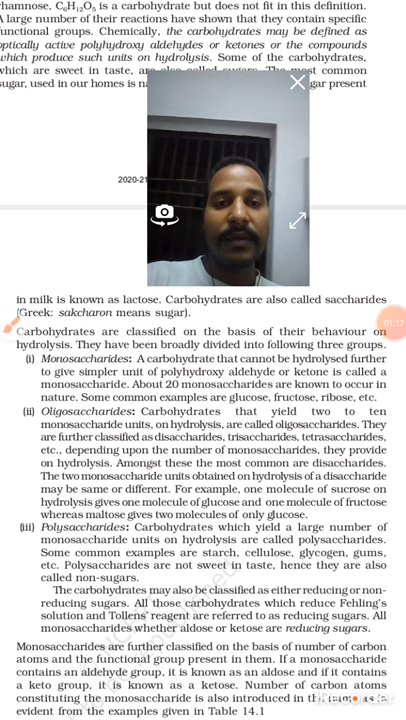 rhamnose, C₆H₁₂O₅ is a carbohydrate but does not fit in this definition.
A large number of their reactions have shown that they contain specific
functional groups. Chemically, the carbohydrates may be defined as
optically active polyhydroxy aldehydes or ketones or the compounds
which produce such units on hydrolysis. Some of the carbohydrates,
which are sweet in taste, are also called sugars. The most common
sugar, used in our homes is gar present
2020-21
in milk is known as lactose. Carbohydrates are also called saccharides
(Greek: sakcharon means sugar).
01:17
Carbohydrates are classified on the basis of their behaviour on
hydrolysis. They have been broadly divided into following three groups.
(i) Monosaccharides: A carbohydrate that cannot be hydrolysed further
to give simpler unit of polyhydroxy aldehyde or ketone is called a
monosaccharide. About 20 monosaccharides are known to occur in
nature. Some common examples are glucose, fructose, ribose, etc.
(ii) Oligosaccharides: Carbohydrates that yield two to ten
monosaccharide units, on hydrolysis, are called oligosaccharides. They
are further classified as disaccharides, trisaccharides, tetrasaccharides,
etc., depending upon the number of monosaccharides, they provide
on hydrolysis. Amongst these the most common are disaccharides.
The two monosaccharide units obtained on hydrolysis of a disaccharide
may be same or different. For example, one molecule of sucrose on
hydrolysis gives one molecule of glucose and one molecule of fructose
whereas maltose gives two molecules of only glucose.
(iii) Polysaccharides: Carbohydrates which yield a large number of
monosaccharide units on hydrolysis are called polysaccharides.
Some common examples are starch, cellulose, glycogen, gums,
etc. Polysaccharides are not sweet in taste, hence they are also
called non-sugars.
The carbohydrates may also be classified as either reducing or non-
reducing sugars. All those carbohydrates which reduce Fehling's
solution and Tollens' reagent are referred to as reducing sugars. All
monosaccharides whether aldose or ketose are reducing sugars.
Monosaccharides are further classified on the basis of number of carbon
atoms and the functional group present in them. If a monosaccharide
contains an aldehyde group, it is known as an aldose and if it contains
a keto group, it is known as a ketose. Number of carbon atoms
constituting the monosaccharide is also introduced in
evident from the examples given in Table 14.1